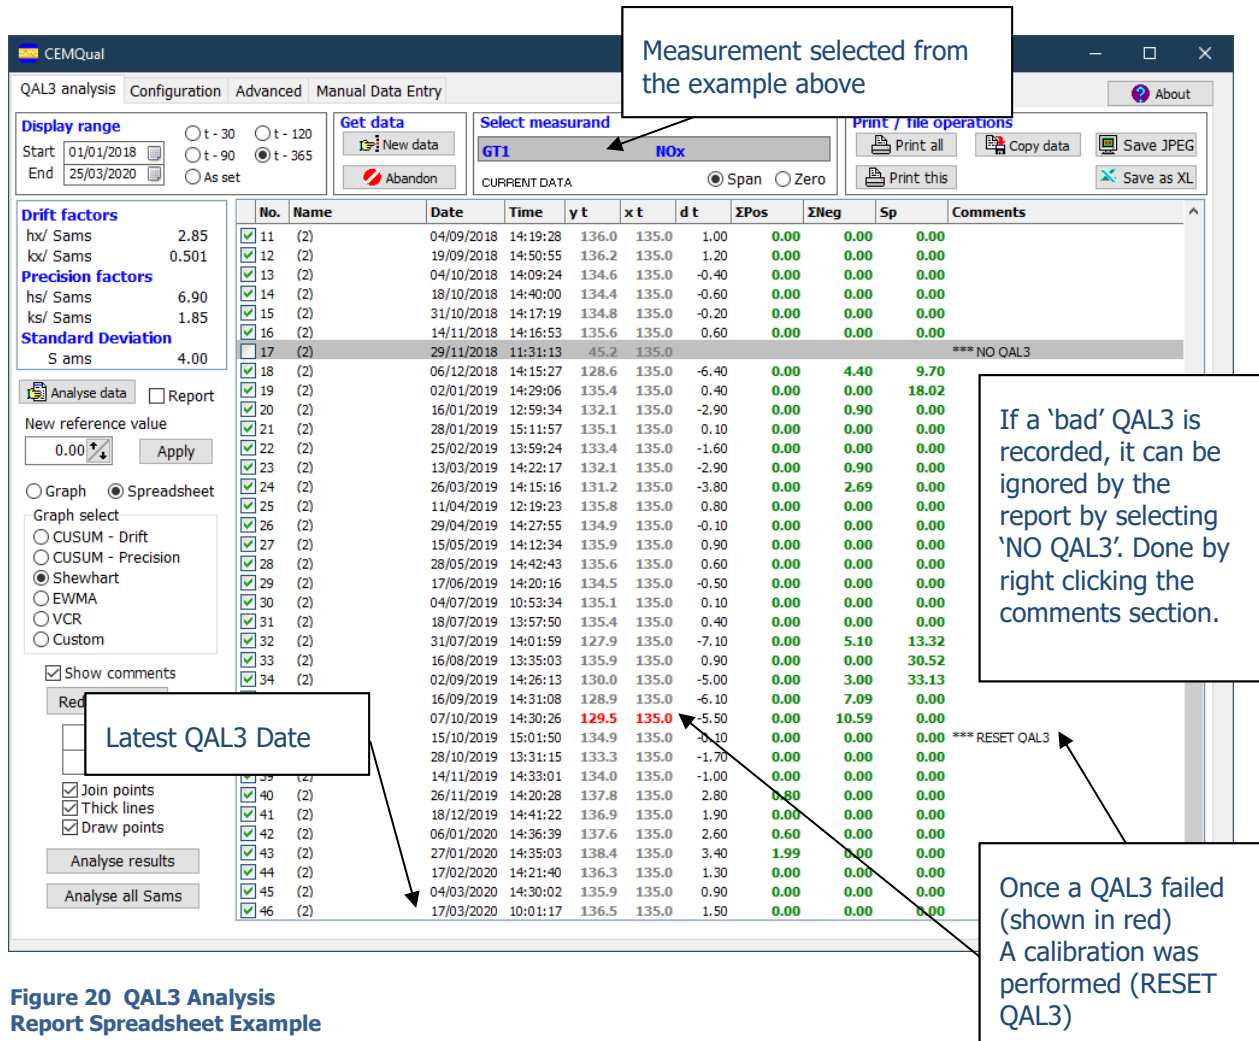 CEMQual
Measurement selected from
the example above
QAL3 analysis Configuration Advanced Manual Data Entry
About
Display range
Start 01/01/2018
End 25/03/2020
t - 30 t - 120
t - 90 t - 365
As set
Get data
New data
Abandon
Select measurand
GT1 NOx
CURRENT DATA Span Zero
Print / file operations
Print all Copy data Save JPEG
Print this Save as XL
Drift factors
hx/ Sams 2.85
kx/ Sams 0.501
Precision factors
hs/ Sams 6.90
ks/ Sams 1.85
Standard Deviation
S ams 4.00
Analyse data Report
New reference value
0.00 Apply
Graph Spreadsheet
Graph select
CUSUM - Drift
CUSUM - Precision
Shewhart
EWMA
VCR
Custom
Show comments
Red
Join points
Thick lines
Draw points
Analyse results
Analyse all Sams
No. Name Date Time y t x t d t ΣPos ΣNeg Sp Comments
11 (2) 04/09/2018 14:19:28 136.0 135.0 1.00 0.00 0.00 0.00
12 (2) 19/09/2018 14:50:55 136.2 135.0 1.20 0.00 0.00 0.00
13 (2) 04/10/2018 14:09:24 134.6 135.0 -0.40 0.00 0.00 0.00
14 (2) 18/10/2018 14:40:00 134.4 135.0 -0.60 0.00 0.00 0.00
15 (2) 31/10/2018 14:17:19 134.8 135.0 -0.20 0.00 0.00 0.00
16 (2) 14/11/2018 14:16:53 135.6 135.0 0.60 0.00 0.00 0.00
17 (2) 29/11/2018 11:31:13 45.2 135.0 *** NO QAL3
18 (2) 06/12/2018 14:15:27 128.6 135.0 -6.40 0.00 4.40 9.70
19 (2) 02/01/2019 14:29:06 135.4 135.0 0.40 0.00 0.00 18.02
20 (2) 16/01/2019 12:59:34 132.1 135.0 -2.90 0.00 0.90 0.00
21 (2) 28/01/2019 15:11:57 135.1 135.0 0.10 0.00 0.00 0.00
22 (2) 25/02/2019 13:59:24 133.4 135.0 -1.60 0.00 0.00 0.00
23 (2) 13/03/2019 14:22:17 132.1 135.0 -2.90 0.00 0.90 0.00
24 (2) 26/03/2019 14:15:16 131.2 135.0 -3.80 0.00 2.69 0.00
25 (2) 11/04/2019 12:19:23 135.8 135.0 0.80 0.00 0.00 0.00
26 (2) 29/04/2019 14:27:55 134.9 135.0 -0.10 0.00 0.00 0.00
27 (2) 15/05/2019 14:12:34 135.9 135.0 0.90 0.00 0.00 0.00
28 (2) 28/05/2019 14:42:43 135.6 135.0 0.60 0.00 0.00 0.00
29 (2) 17/06/2019 14:20:16 134.5 135.0 -0.50 0.00 0.00 0.00
30 (2) 04/07/2019 10:53:34 135.1 135.0 0.10 0.00 0.00 0.00
31 (2) 18/07/2019 13:57:50 135.4 135.0 0.40 0.00 0.00 0.00
32 (2) 31/07/2019 14:01:59 127.9 135.0 -7.10 0.00 5.10 13.32
33 (2) 16/08/2019 13:35:03 135.9 135.0 0.90 0.00 0.00 30.52
34 (2) 02/09/2019 14:26:13 130.0 135.0 -5.00 0.00 3.00 33.13
16/09/2019 14:31:08 128.9 135.0 -6.10 0.00 7.09 0.00
07/10/2019 14:30:26 129.5 135.0 -5.50 0.00 10.59 0.00
15/10/2019 15:01:50 134.9 135.0 -0.10 0.00 0.00 0.00 *** RESET QAL3
28/10/2019 13:31:15 133.3 135.0 -1.70 0.00 0.00 0.00
39 (2) 14/11/2019 14:33:01 134.0 135.0 -1.00 0.00 0.00 0.00
40 (2) 26/11/2019 14:20:28 137.8 135.0 2.80 0.80 0.00 0.00
41 (2) 18/12/2019 14:41:22 136.9 135.0 1.90 0.00 0.00 0.00
42 (2) 06/01/2020 14:36:39 137.6 135.0 2.60 0.60 0.00 0.00
43 (2) 27/01/2020 14:35:03 138.4 135.0 3.40 1.99 0.00 0.00
44 (2) 17/02/2020 14:21:40 136.3 135.0 1.30 0.00 0.00 0.00
45 (2) 04/03/2020 14:30:02 135.9 135.0 0.90 0.00 0.00 0.00
46 (2) 17/03/2020 10:01:17 136.5 135.0 1.50 0.00 0.00 0.00
If a ‘bad’ QAL3 is
recorded, it can be
ignored by the
report by selecting
‘NO QAL3’. Done by
right clicking the
comments section.
Latest QAL3 Date
Once a QAL3 failed
(shown in red)
A calibration was
performed (RESET
QAL3)
Figure 20 QAL3 Analysis
Report Spreadsheet Example